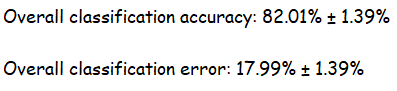 Overall classification accuracy: 82.01% ± 1.39%
Overall classification error: 17.99% ± 1.39%